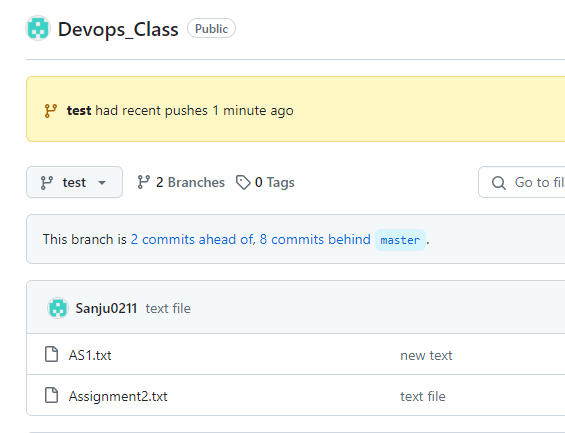 Devops_Class Public
test had recent pushes 1 minute ago
test 2 Branches 0 Tags Go to fil
This branch is 2 commits ahead of, 8 commits behind master .
Sanju0211 text file
AS1.txt new text
Assignment2.txt text file